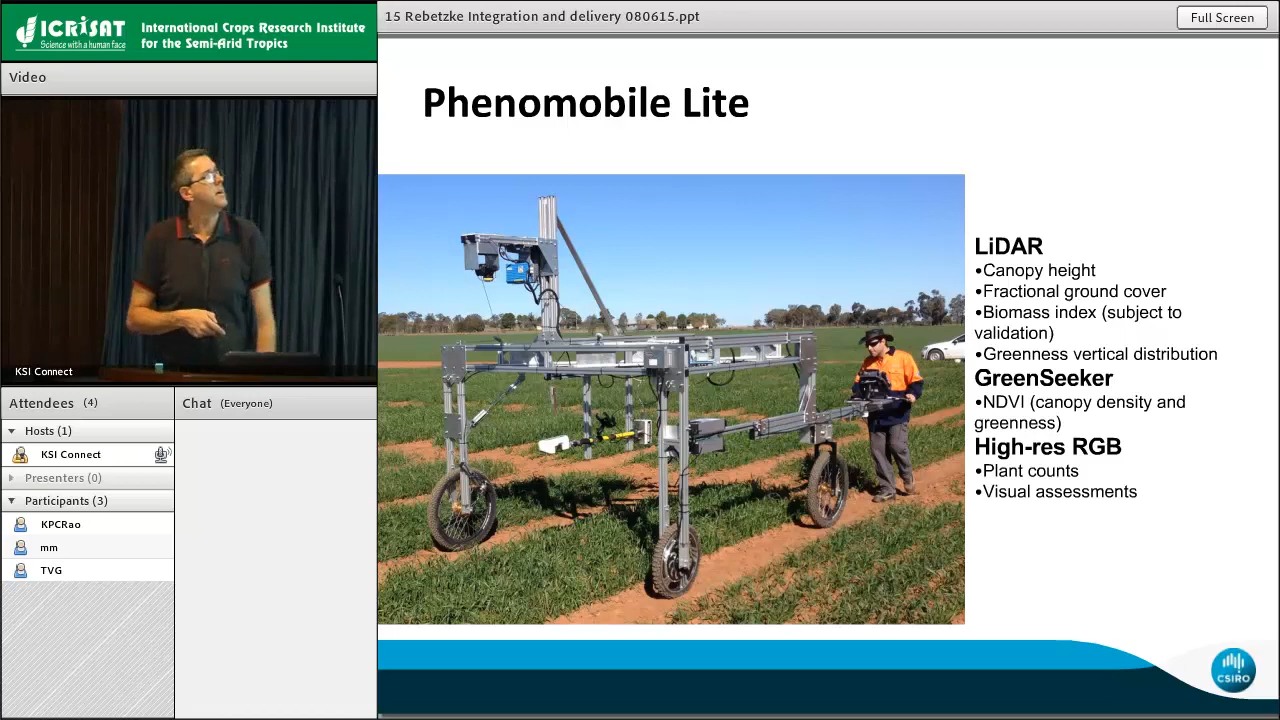 ICRISAT
Science with a human face
International Crops Research Institute
for the Semi-Arid Tropics
15 Rebetzke Integration and delivery 080615.ppt
Full Screen
Video
KSI Connect
Attendees (4)
Hosts (1)
KSI Connect
Presenters (0)
Participants (3)
KPCRao
mm
TVG
Chat (Everyone)
Phenomobile Lite
LiDAR
•Canopy height
•Fractional ground cover
•Biomass index (subject to
validation)
•Greenness vertical distribution
GreenSeeker
•NDVI (canopy density and
greenness)
High-res RGB
•Plant counts
•Visual assessments
CSIRO